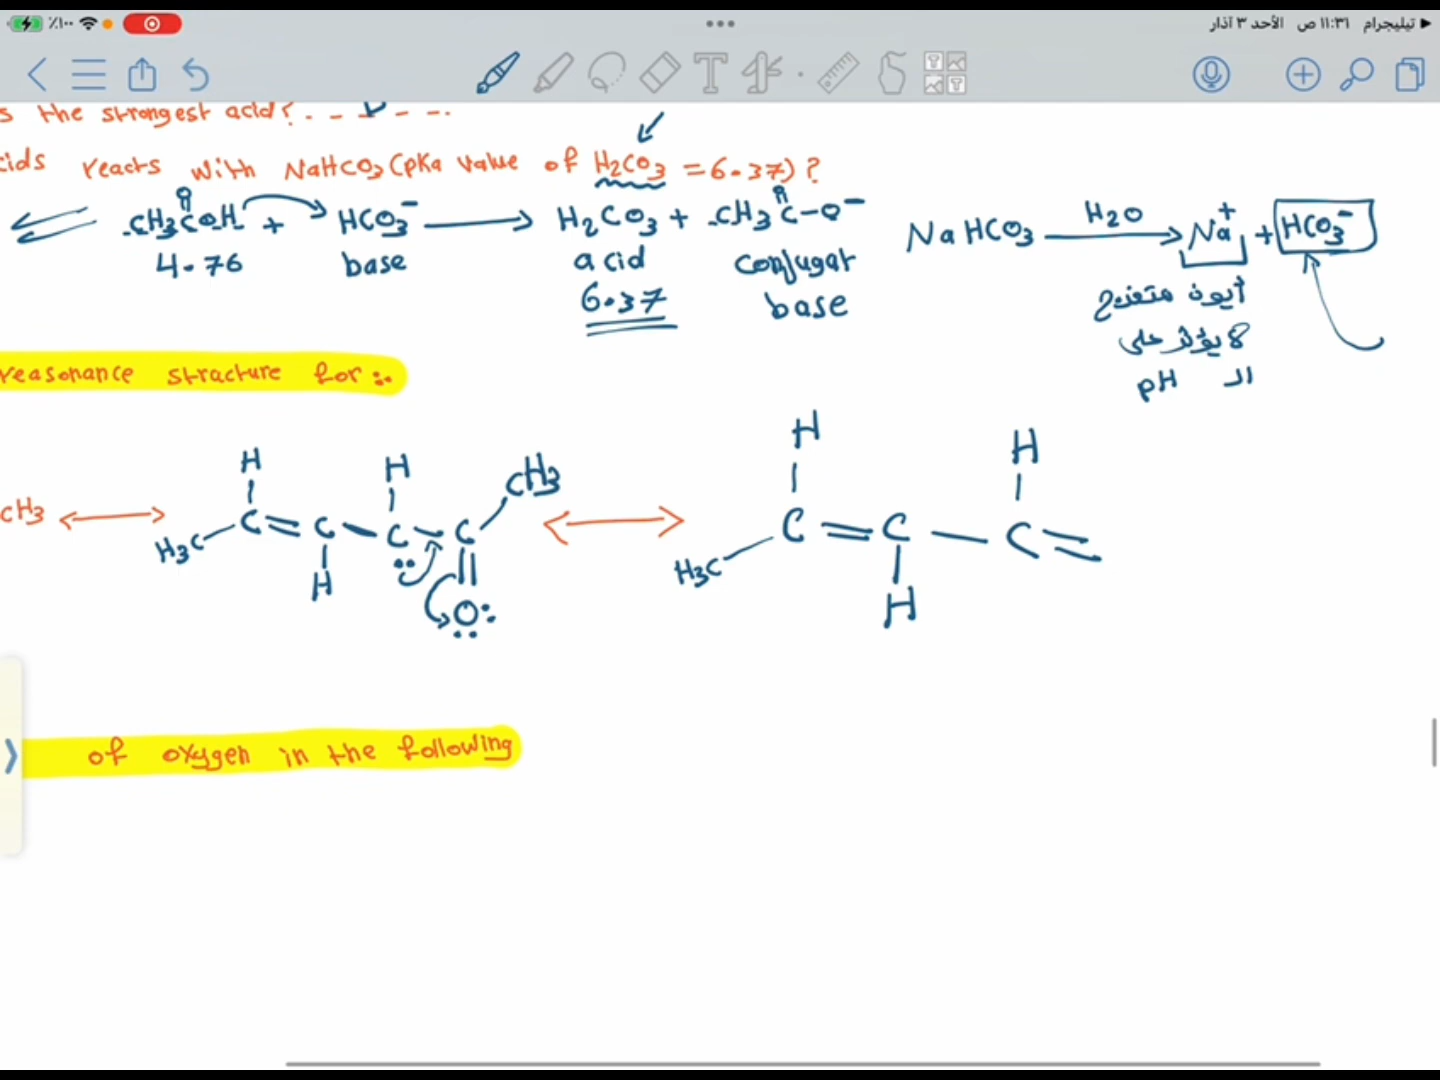 ٪١٠٠ الأحد ٣ آذار ١١:٣١ ص تيليجرام
s the strongest acid? - - - - - -
cids reacts with NaHCO3 (pKa value of H2CO3 = 6.37) ?
CH3COH + HCO3- → H2CO3 + CH3C-O- NaHCO3 H2O → Na+ + HCO3-
O O
4.76 base acid conjugat
6.37 base
أيون متفرج
لا يؤثر على
الـ pH
reasonance structure for :.
H H CH3 H H
CH3 ↔ H3C C=C-C-C ↔ H3C C=C-C=
H O H
of oxygen in the following